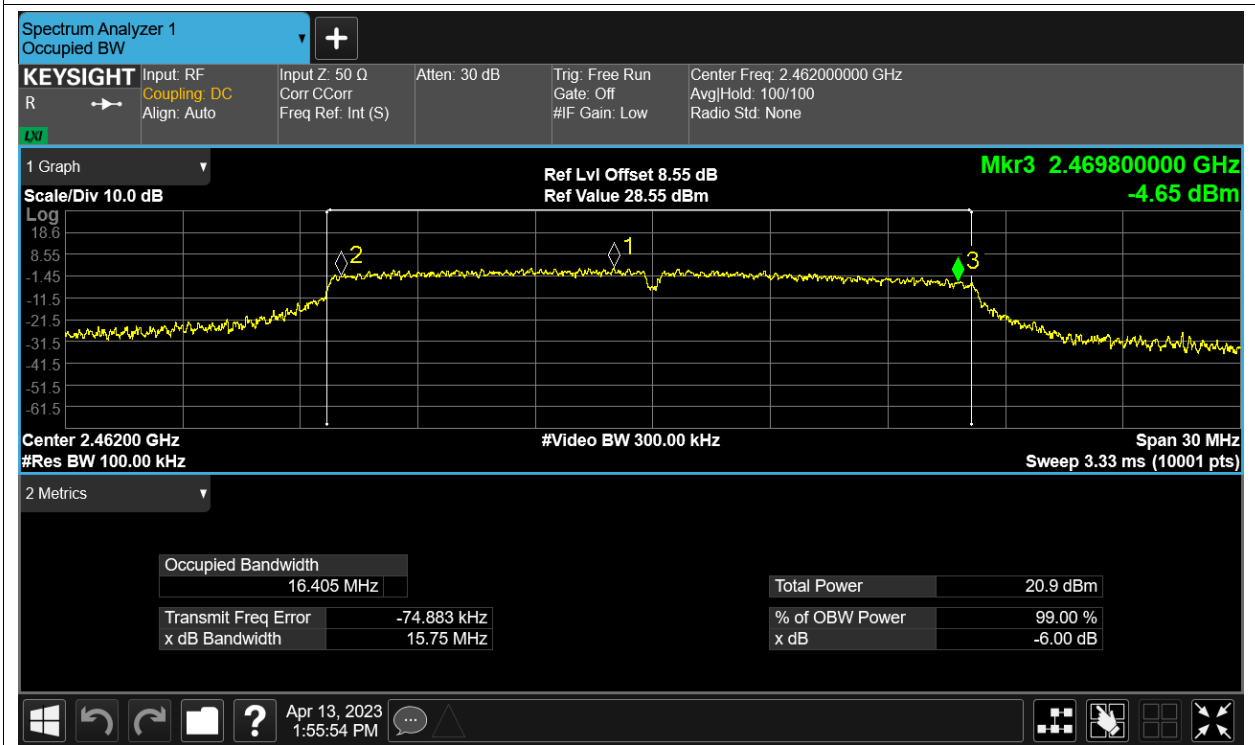 Spectrum Analyzer 1
Occupied BW
KEYSIGHT
R
LXI
Input: RF
Coupling: DC
Align: Auto
Input Z: 50 Ω
Corr CCorr
Freq Ref: Int (S)
Atten: 30 dB
Trig: Free Run
Gate: Off
#IF Gain: Low
Center Freq: 2.462000000 GHz
Avg|Hold: 100/100
Radio Std: None
1 Graph
Scale/Div 10.0 dB
Ref Lvl Offset 8.55 dB
Ref Value 28.55 dBm
Mkr3 2.469800000 GHz
-4.65 dBm
Log
18.6
8.55
-1.45
-11.5
-21.5
-31.5
-41.5
-51.5
-61.5
2
1
3
Center 2.46200 GHz
#Res BW 100.00 kHz
#Video BW 300.00 kHz
Span 30 MHz
Sweep 3.33 ms (10001 pts)
2 Metrics
Occupied Bandwidth
16.405 MHz
Transmit Freq Error -74.883 kHz
x dB Bandwidth 15.75 MHz
Total Power 20.9 dBm
% of OBW Power 99.00 %
x dB -6.00 dB
?
Apr 13, 2023
1:55:54 PM